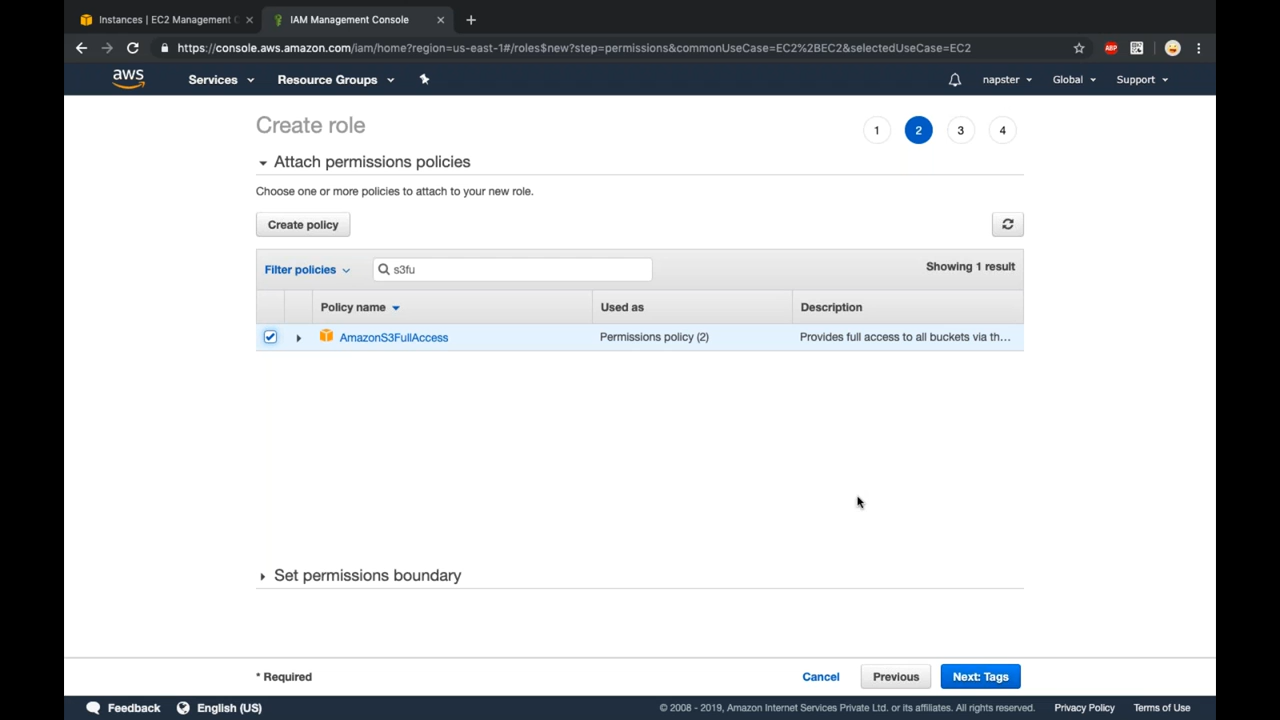 Instances | EC2 Management C
IAM Management Console
https://console.aws.amazon.com/iam/home?region=us-east-1#/roles$new?step=permissions&commonUseCase=EC2%2BEC2&selectedUseCase=EC2
ABP
aws Services Resource Groups napster Global Support
Create role
1 2 3 4
Attach permissions policies
Choose one or more policies to attach to your new role.
Create policy
Filter policies s3fu Showing 1 result
Policy name Used as Description
AmazonS3FullAccess Permissions policy (2) Provides full access to all buckets via th...
Set permissions boundary
* Required Cancel Previous Next: Tags
Feedback English (US) © 2008 - 2019, Amazon Internet Services Private Ltd. or its affiliates. All rights reserved. Privacy Policy Terms of Use